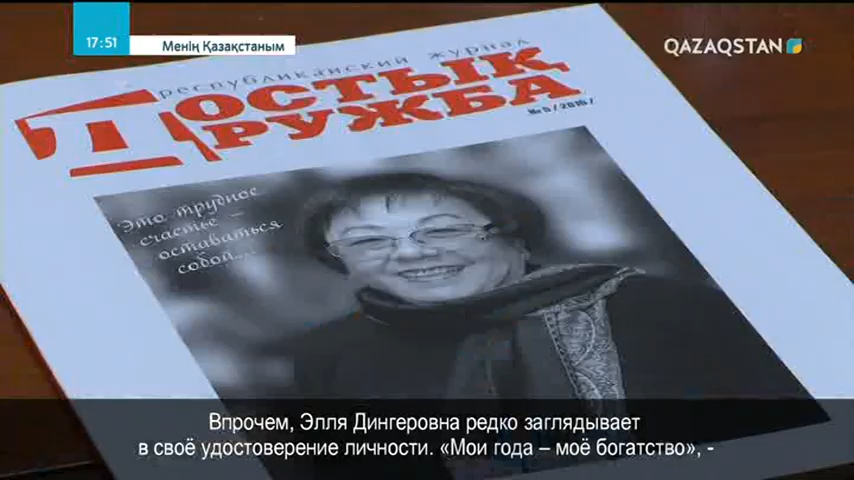 17:51
Менің Қазақстаным
QAZAQSTAN
республиканский журнал
ДОСТЫҚ
ДРУЖБА
№ 5 / 2016 /
Это трудное
счастье –
оставаться
собой...
Впрочем, Элля Дингеровна редко заглядывает
в своё удостоверение личности. «Мои года – моё богатство», -